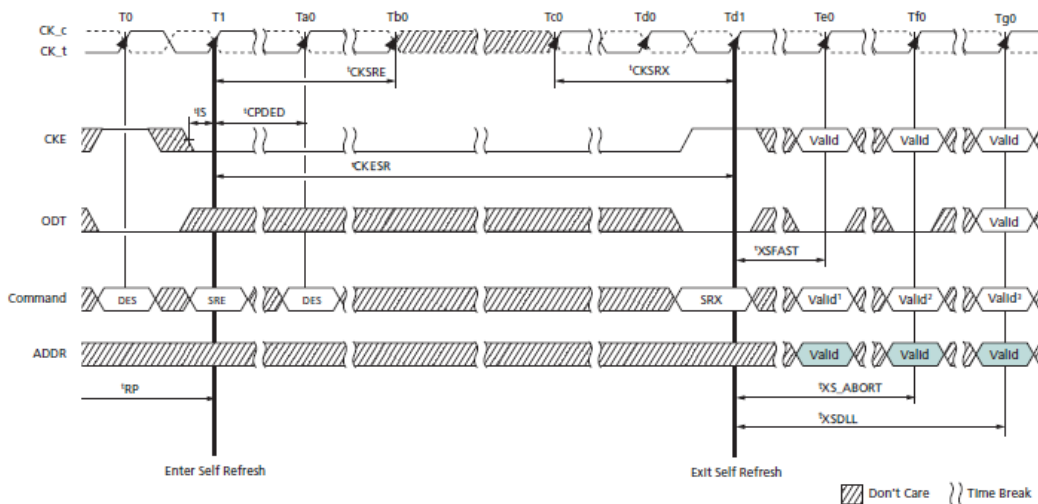 T0 T1 Ta0 Tb0 Tc0 Td0 Td1 Te0 Tf0 Tg0
CK_c
CK_t
tCKSRE tCKSRX
tIS tCPDED
CKE Valid Valid Valid
tCKESR
ODT Valid
tXSFAST
Command DES SRE DES SRX Valid1 Valid2 Valid3
ADDR Valid Valid Valid
tRP tXS_ABORT
tXSDLL
Enter Self Refresh Exit Self Refresh
Don't Care Time Break